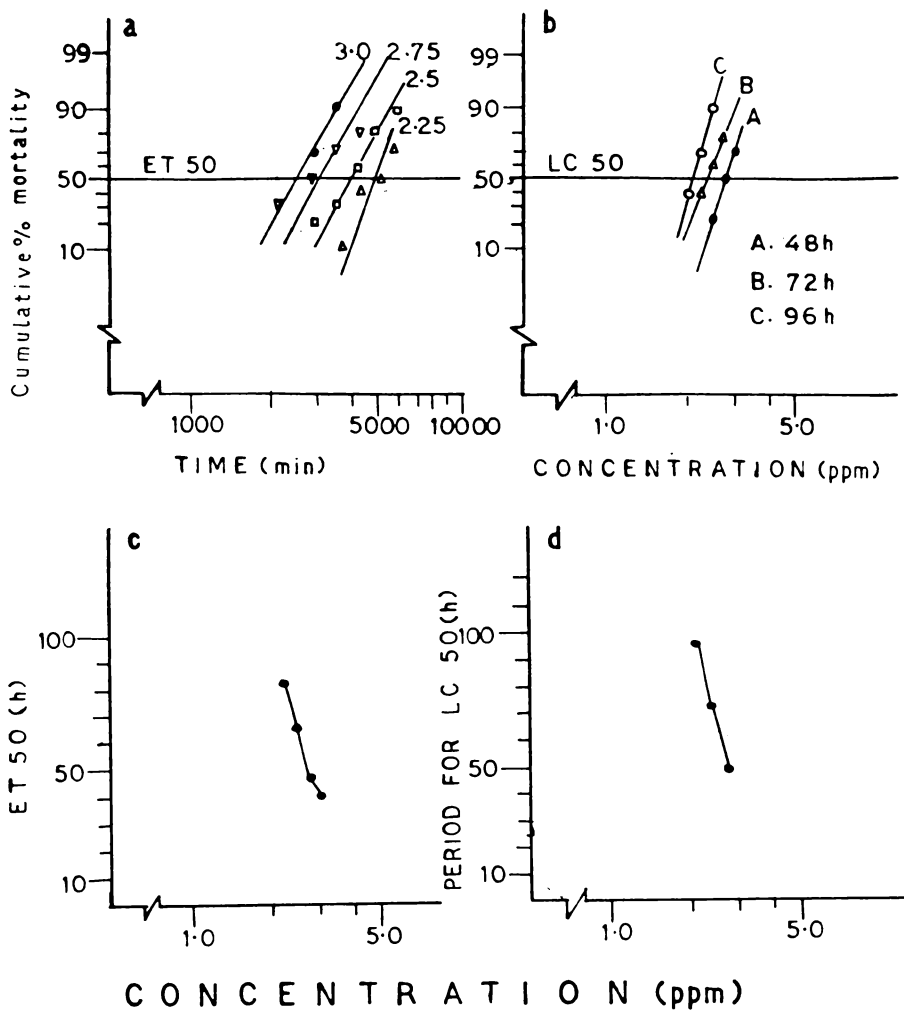 a
Cumulative % mortality
99
90
50
10
ET 50
3.0
2.75
2.5
2.25
1000
5000
10000
TIME (min)
b
99
90
50
10
LC 50
C
B
A
A. 48h
B. 72h
C. 96h
1.0
5.0
CONCENTRATION (ppm)
c
ET 50 (h)
100
50
10
1.0
5.0
d
PERIOD FOR LC 50 (h)
100
50
10
1.0
5.0
CONCENTRATION (ppm)